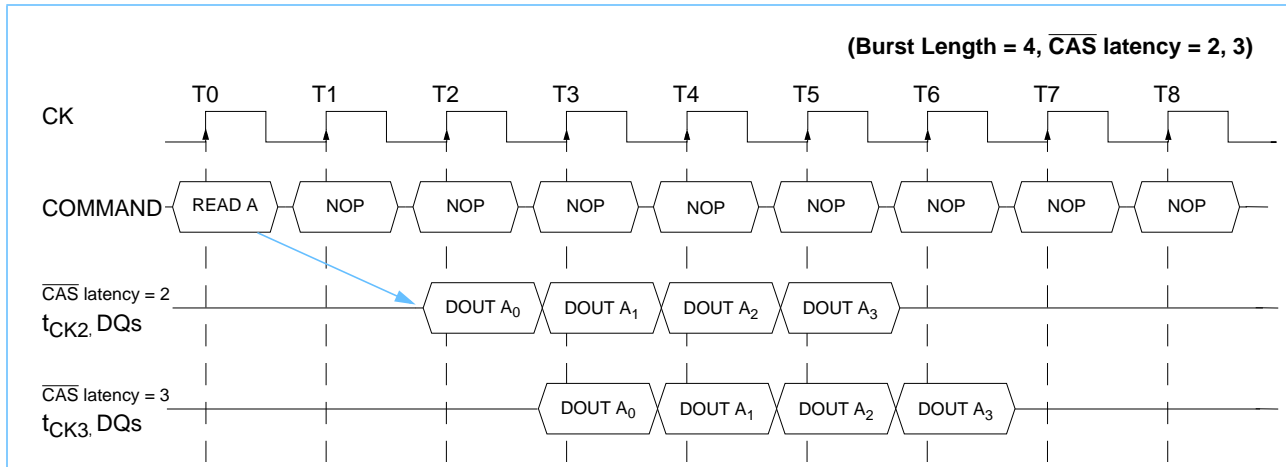 (Burst Length = 4, CAS latency = 2, 3)
T0 T1 T2 T3 T4 T5 T6 T7 T8
CK
COMMAND READ A NOP NOP NOP NOP NOP NOP NOP NOP
CAS latency = 2
tCK2, DQs DOUT A0 DOUT A1 DOUT A2 DOUT A3
CAS latency = 3
tCK3, DQs DOUT A0 DOUT A1 DOUT A2 DOUT A3